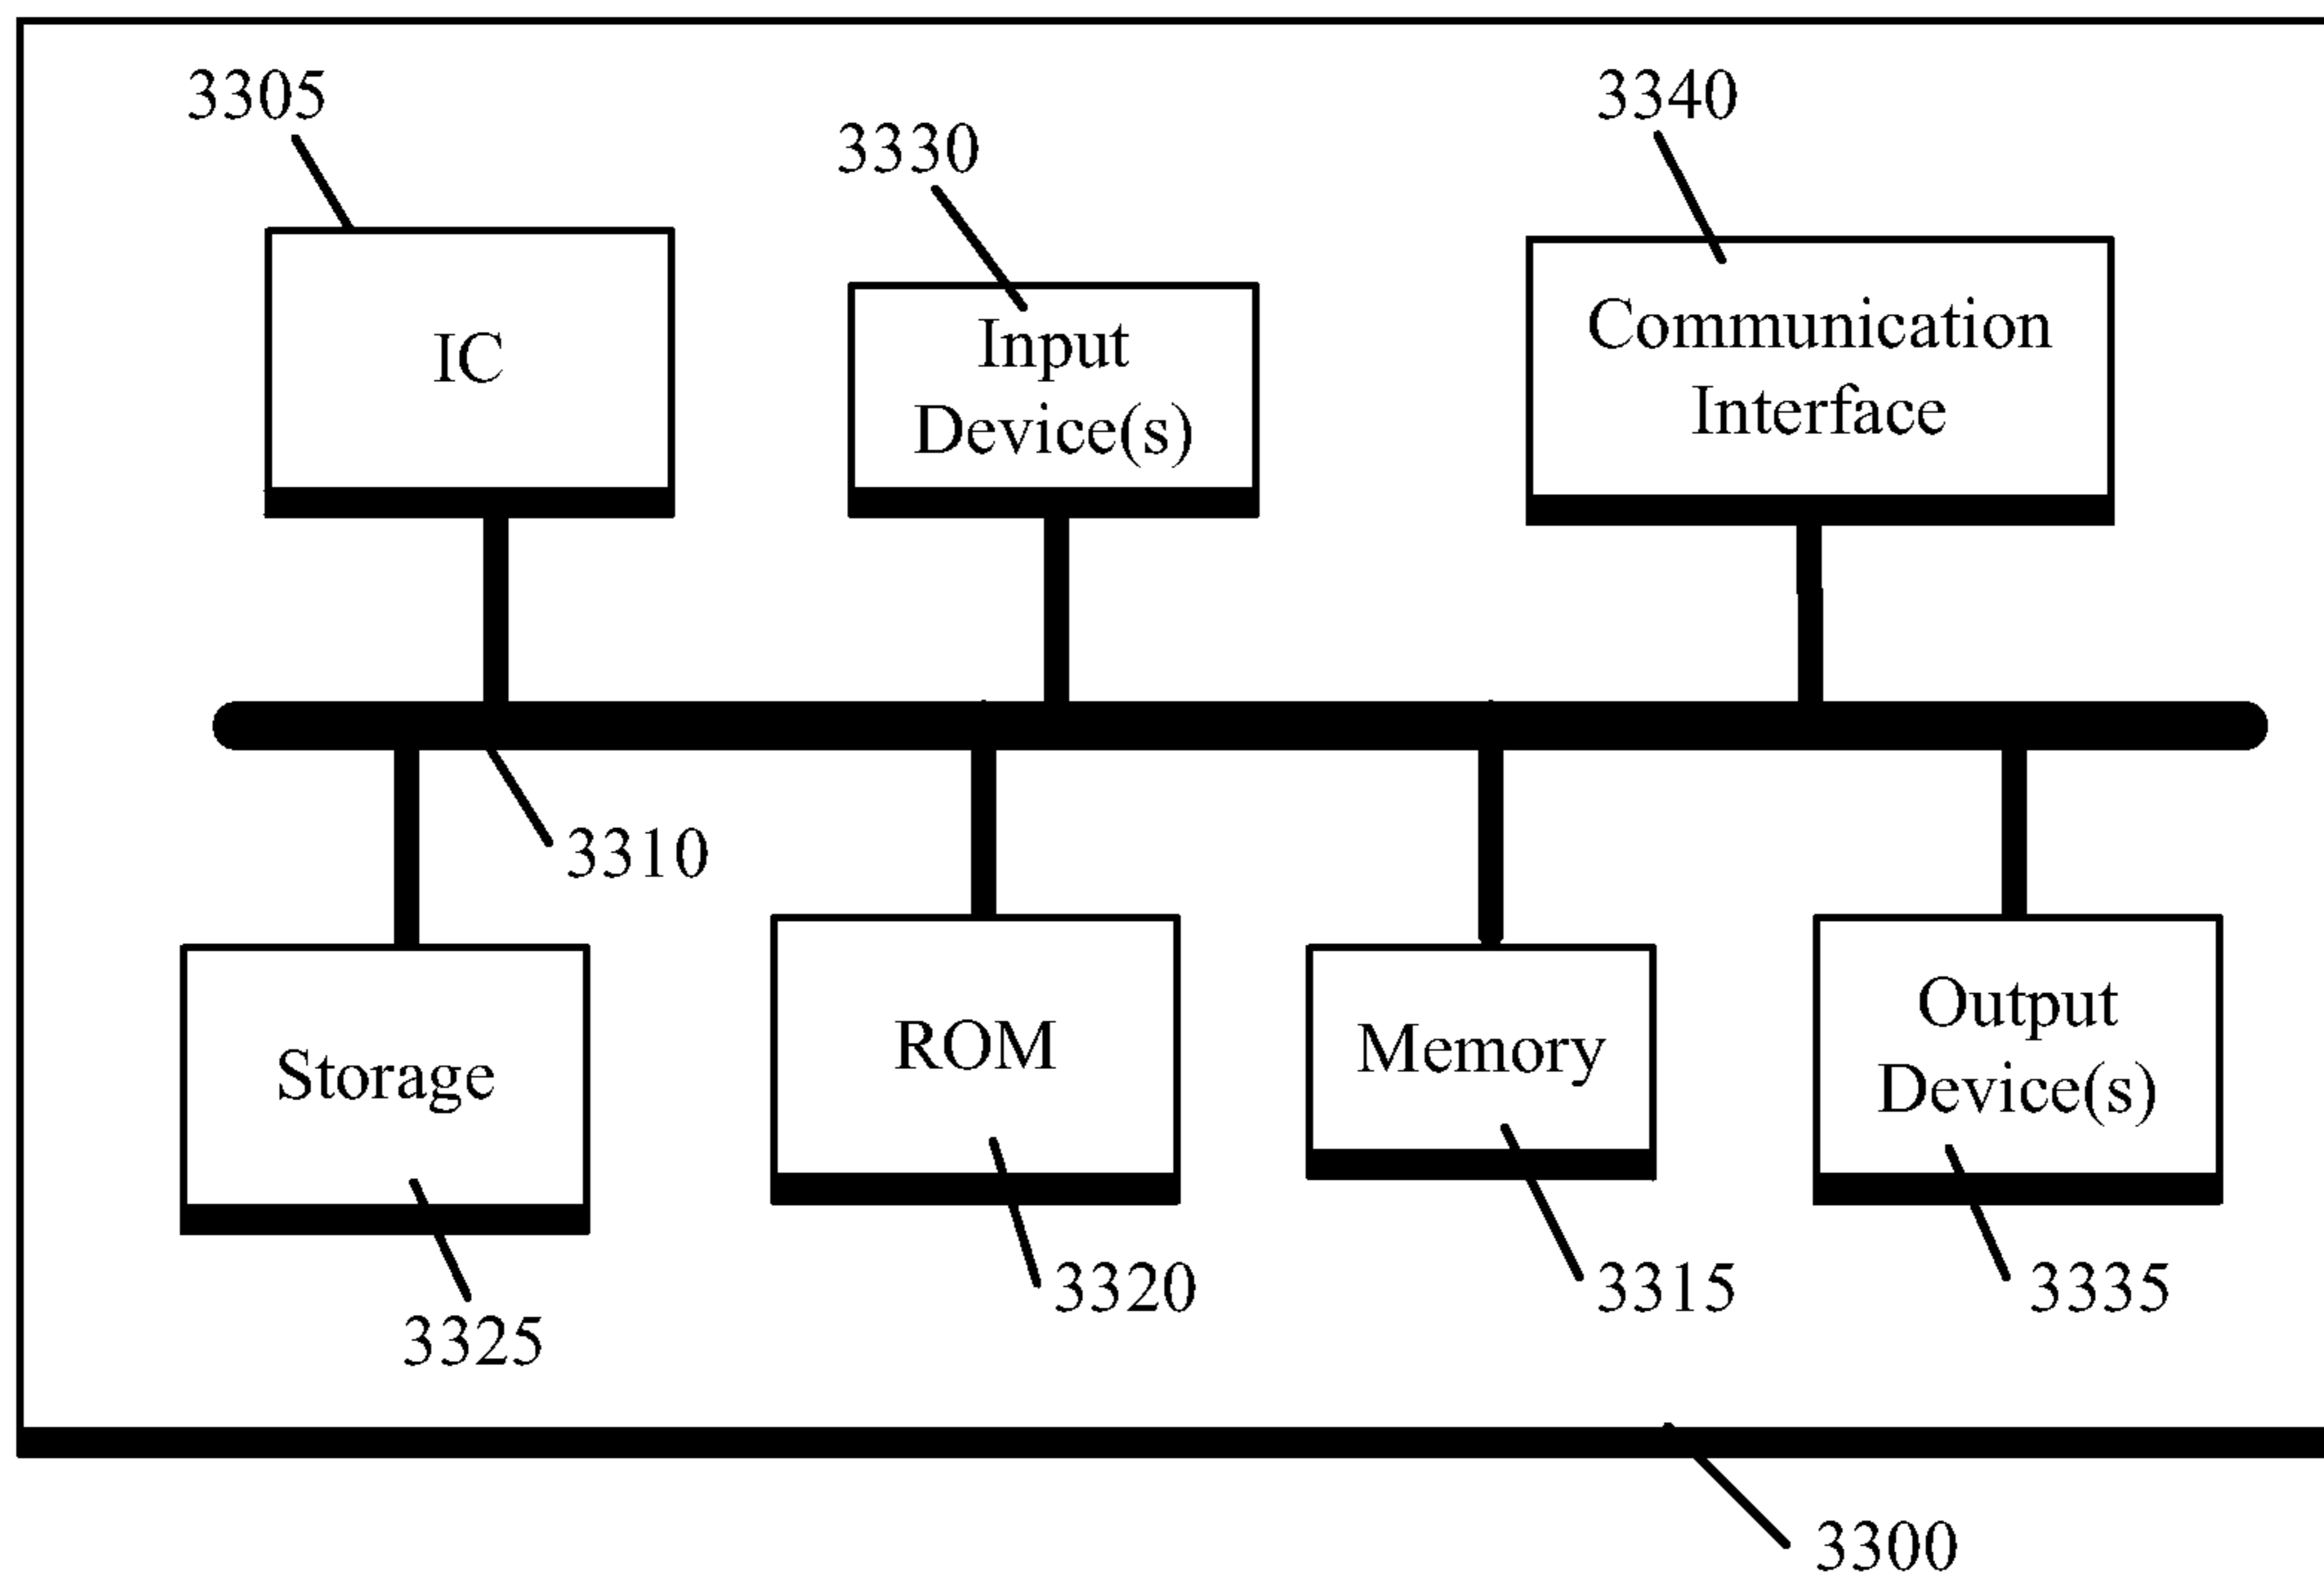 3305
3330
3340
IC
Input
Device(s)
Communication
Interface
3310
Storage
ROM
Memory
Output
Device(s)
3325
3320
3315
3335
3300